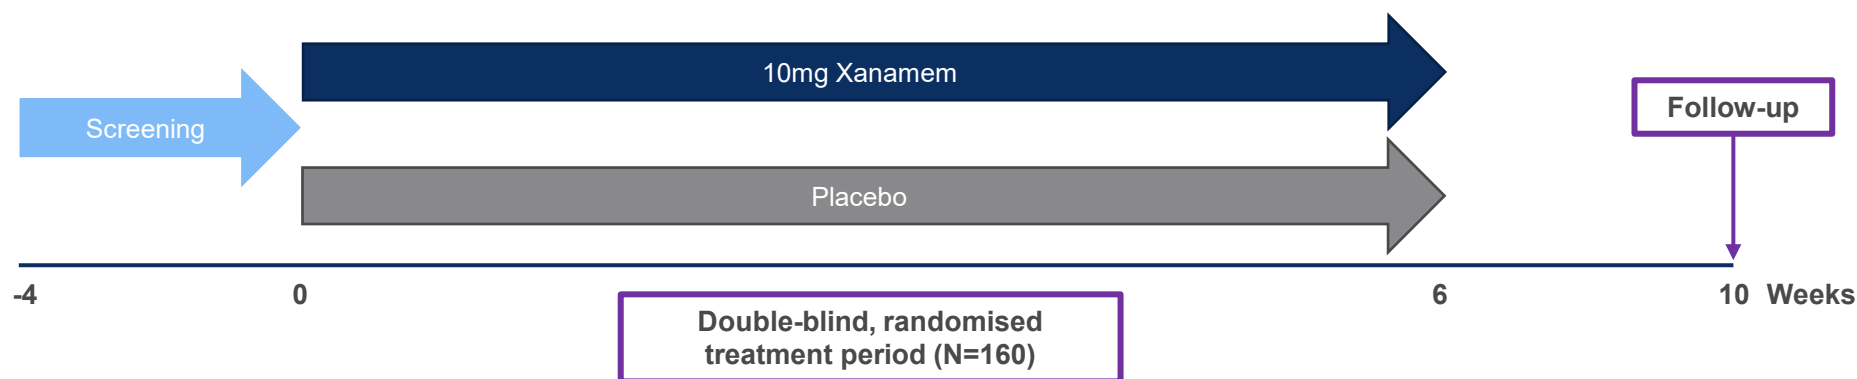 10mg Xanamem
Screening
Follow-up
Placebo
-4 0 6 10 Weeks
Double-blind, randomised
treatment period (N=160)